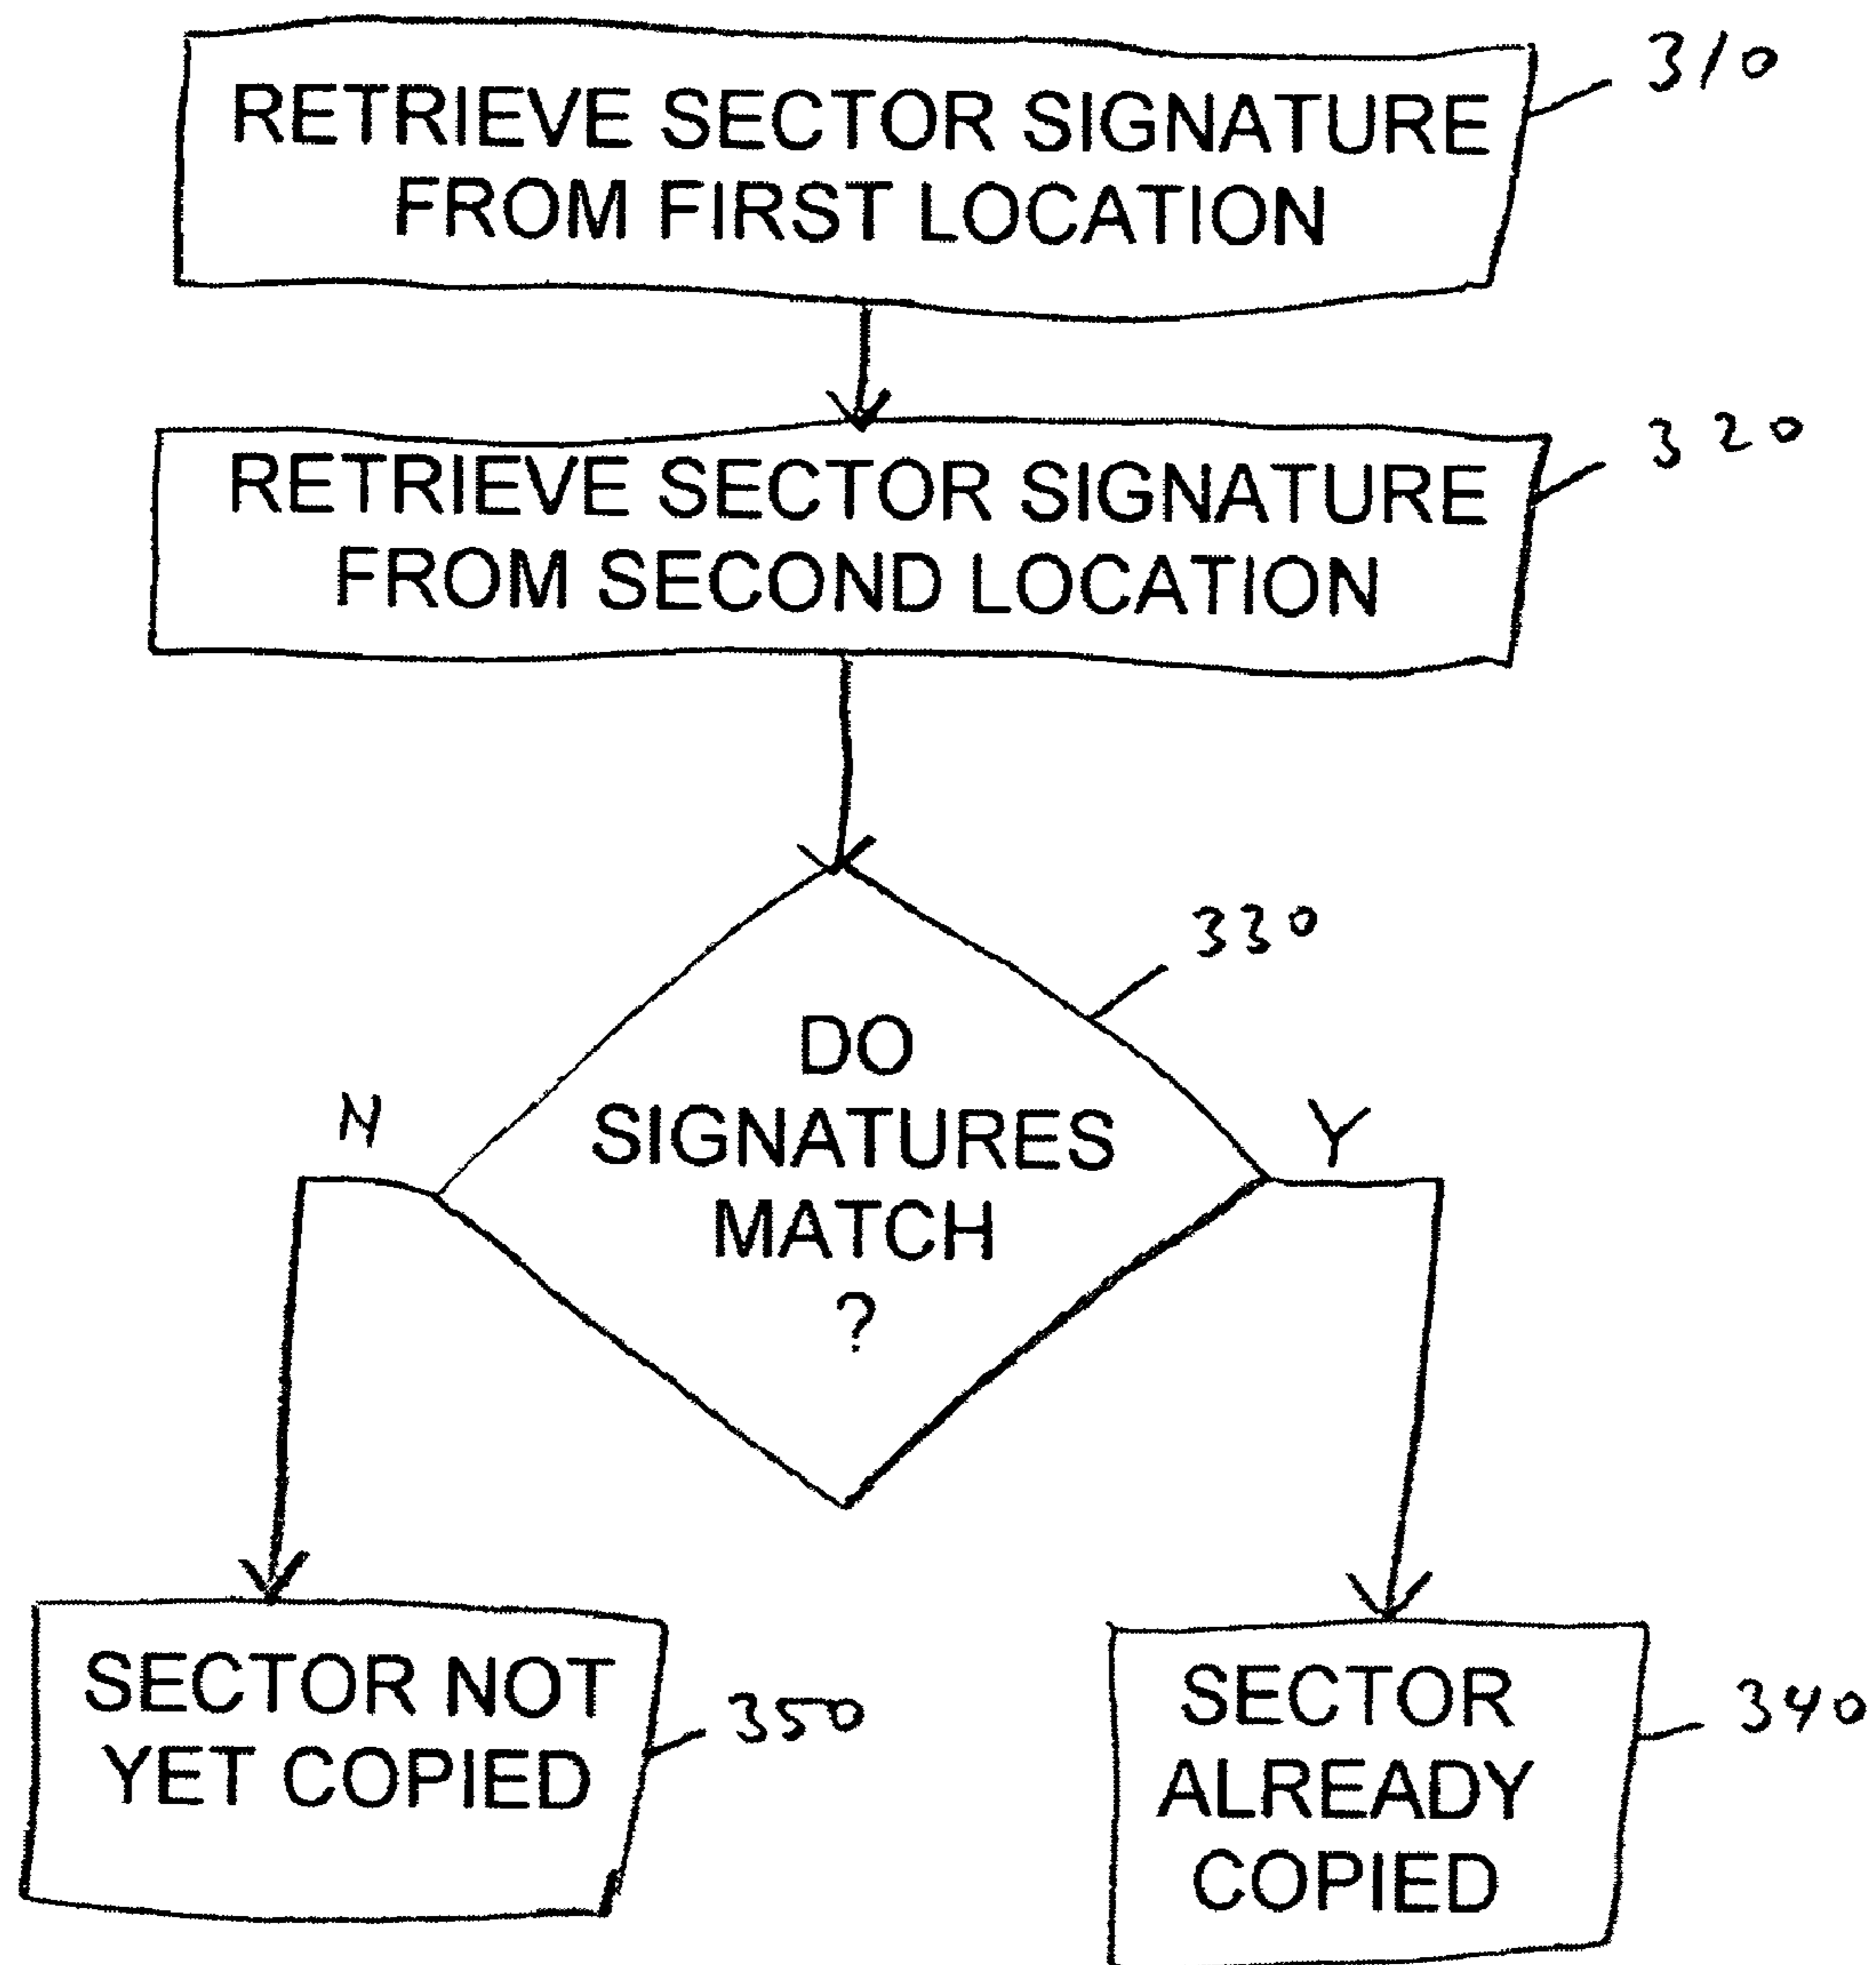 RETRIEVE SECTOR SIGNATURE
FROM FIRST LOCATION
310
RETRIEVE SECTOR SIGNATURE
FROM SECOND LOCATION
320
DO
SIGNATURES
MATCH
?
330
N
Y
SECTOR NOT
YET COPIED
350
SECTOR
ALREADY
COPIED
340